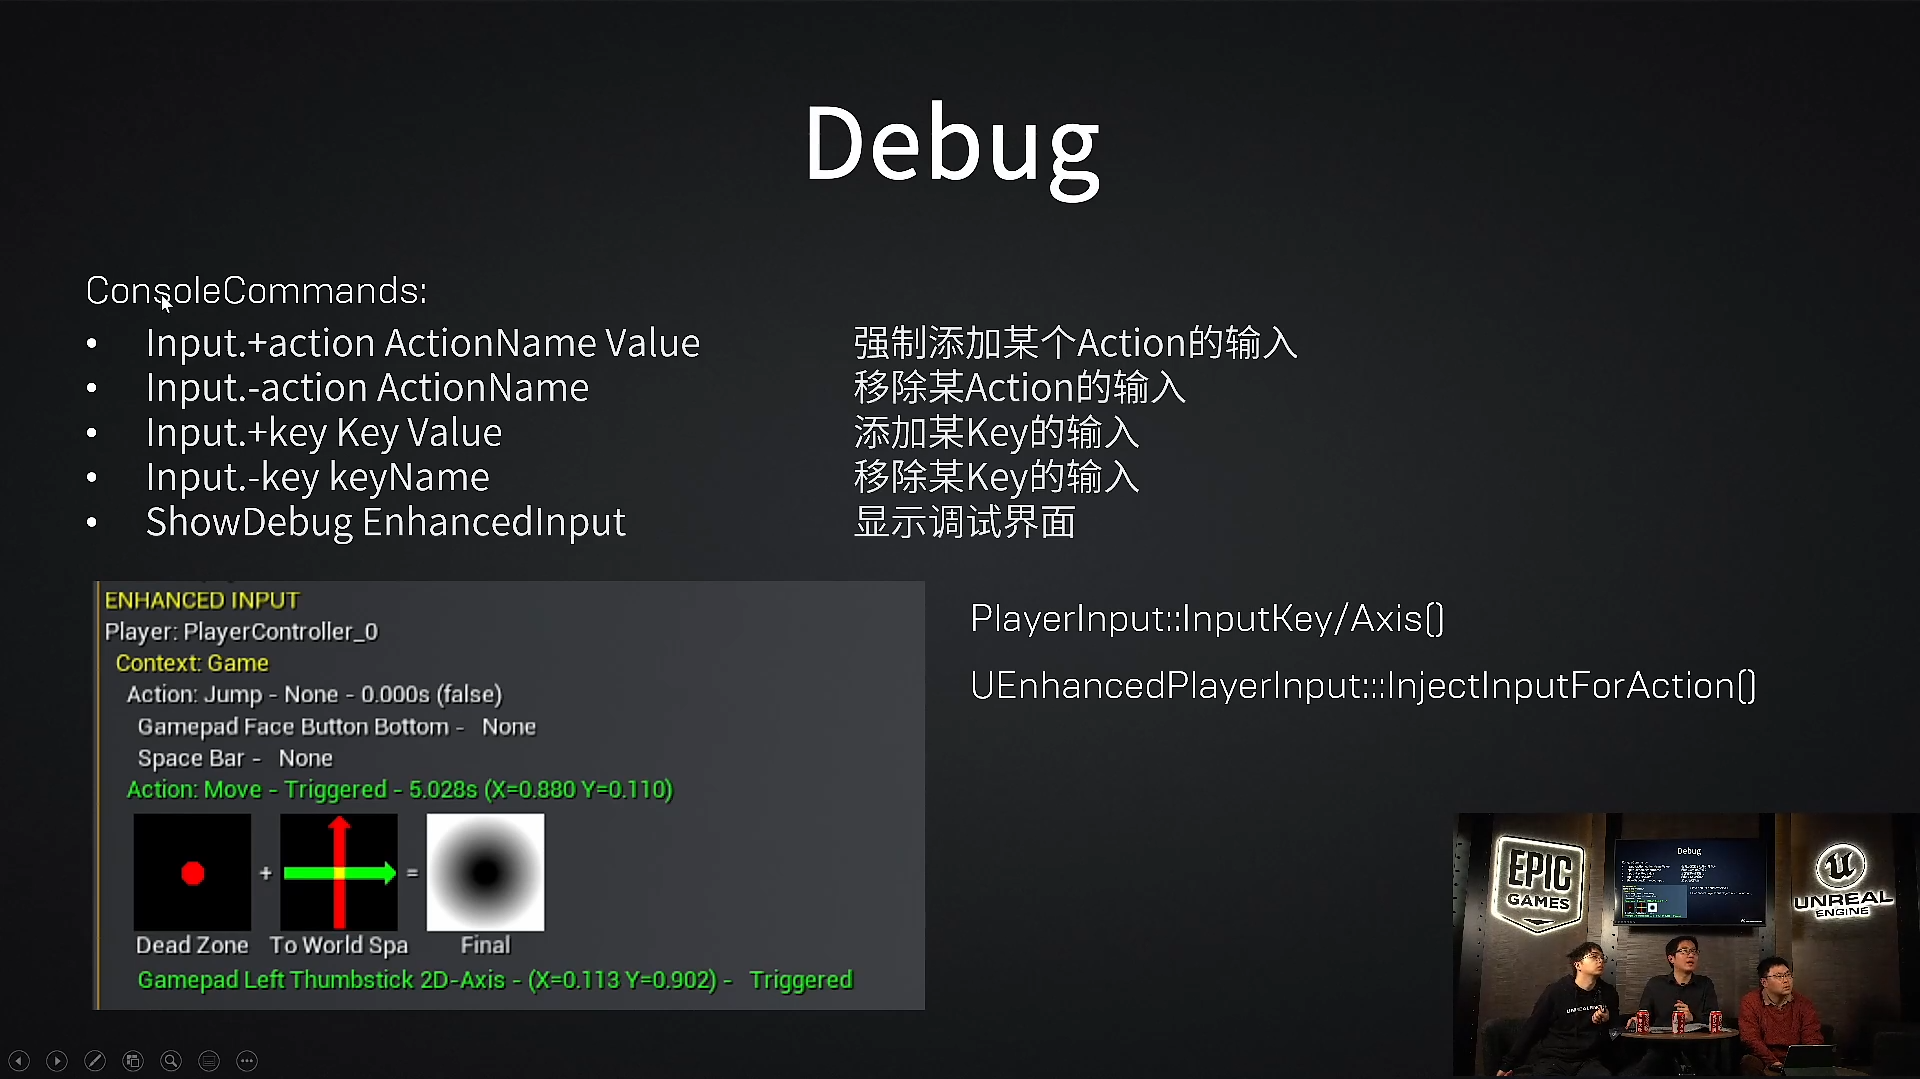 Debug
ConsoleCommands:
• Input.+action ActionName Value 强制添加某个Action的输入
• Input.-action ActionName 移除某Action的输入
• Input.+key Key Value 添加某Key的输入
• Input.-key keyName 移除某Key的输入
• ShowDebug EnhancedInput 显示调试界面
ENHANCED INPUT
Player: PlayerController_0
Context: Game
Action: Jump - None - 0.000s (false)
Gamepad Face Button Bottom - None
Space Bar - None
Action: Move - Triggered - 5.028s (X=0.880 Y=0.110)
+ =
Dead Zone To World Spa Final
Gamepad Left Thumbstick 2D-Axis - (X=0.113 Y=0.902) - Triggered
PlayerInput::InputKey/Axis()
UEnhancedPlayerInput:::InjectInputForAction()
EPIC
GAMES
Debug
UNREAL
ENGINE